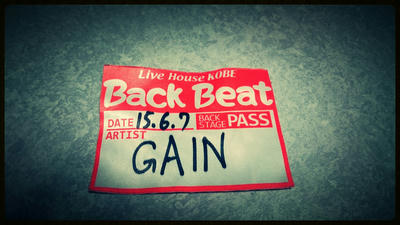 Live House KOBE
Back Beat
DATE 15.6.7 BACK STAGE PASS
ARTIST
GAIN